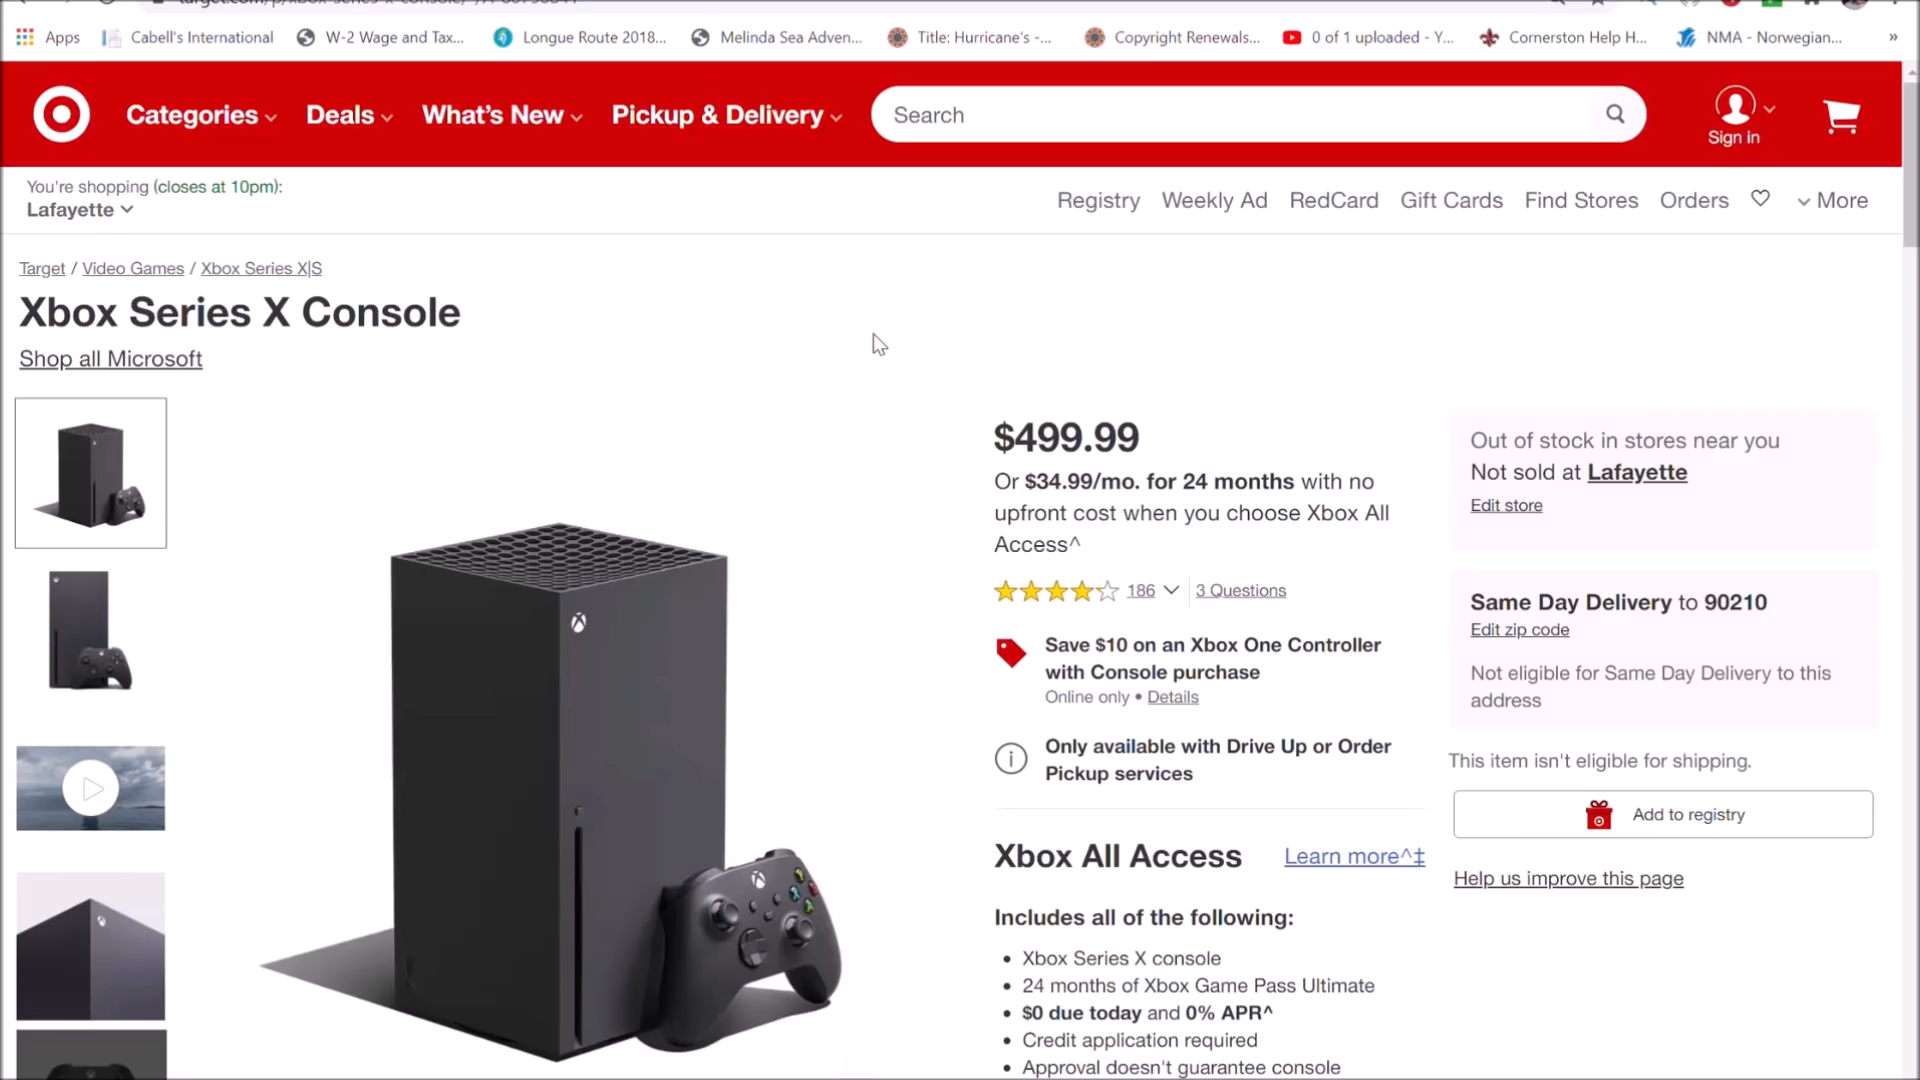 Apps
Cabell's International
W-2 Wage and Tax...
Longue Route 2018...
Melinda Sea Adven...
Title: Hurricane's -...
Copyright Renewals...
0 of 1 uploaded - Y...
Cornerston Help H...
NMA - Norwegian...
»
Categories
Deals
What's New
Pickup & Delivery
Search
Sign in
You're shopping (closes at 10pm):
Lafayette
Registry
Weekly Ad
RedCard
Gift Cards
Find Stores
Orders
More
Target / Video Games / Xbox Series X|S
Xbox Series X Console
Shop all Microsoft
$499.99
Or $34.99/mo. for 24 months with no
upfront cost when you choose Xbox All
Access^
186
3 Questions
Save $10 on an Xbox One Controller
with Console purchase
Online only • Details
Only available with Drive Up or Order
Pickup services
Xbox All Access
Learn more^‡
Includes all of the following:
• Xbox Series X console
• 24 months of Xbox Game Pass Ultimate
• $0 due today and 0% APR^
• Credit application required
• Approval doesn't guarantee console
Out of stock in stores near you
Not sold at Lafayette
Edit store
Same Day Delivery to 90210
Edit zip code
Not eligible for Same Day Delivery to this
address
This item isn't eligible for shipping.
Add to registry
Help us improve this page